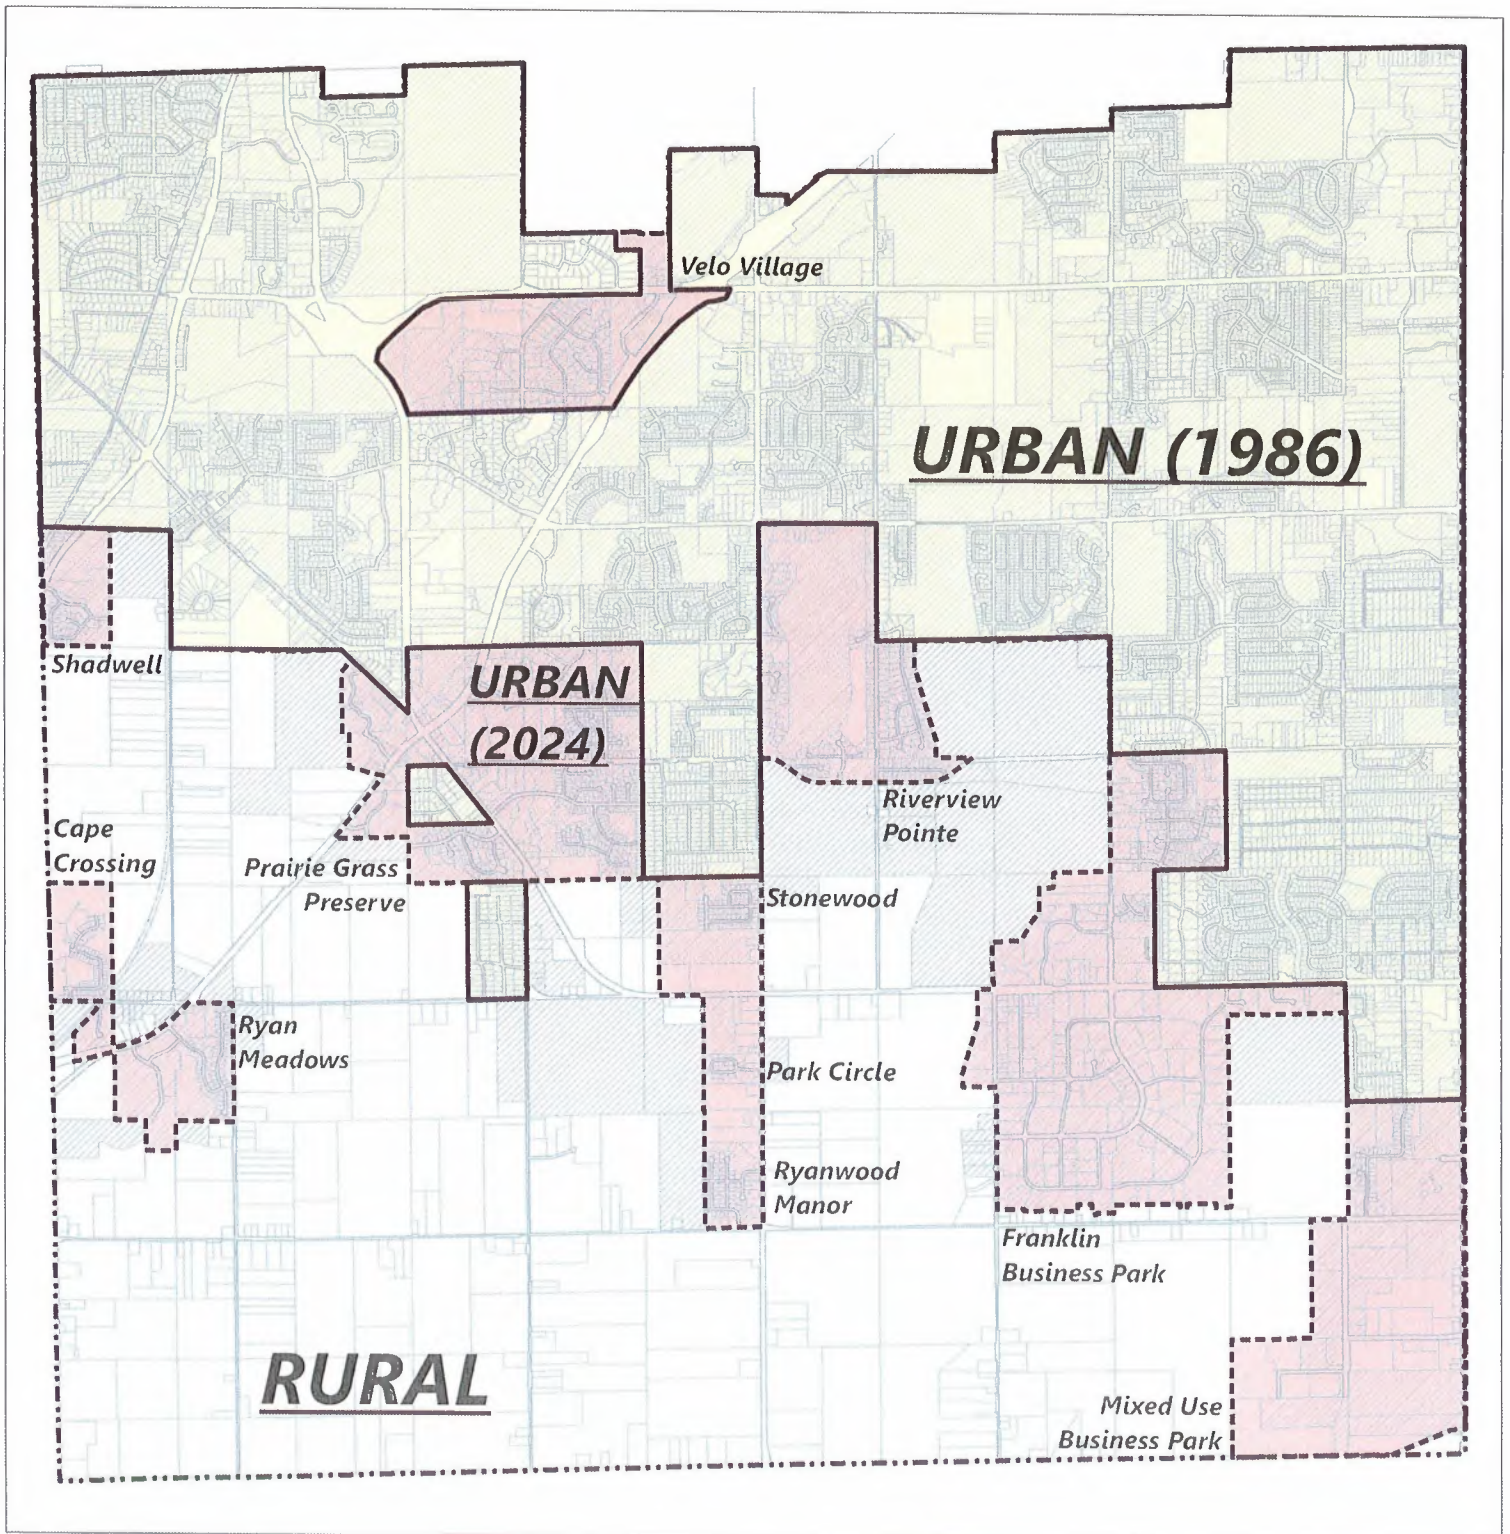 Velo Village
URBAN (1986)
Shadwell
URBAN
(2024)
Riverview
Pointe
Cape
Crossing
Prairie Grass
Preserve
Stonewood
Ryan
Meadows
Park Circle
Ryanwood
Manor
Franklin
Business Park
RURAL
Mixed Use
Business Park